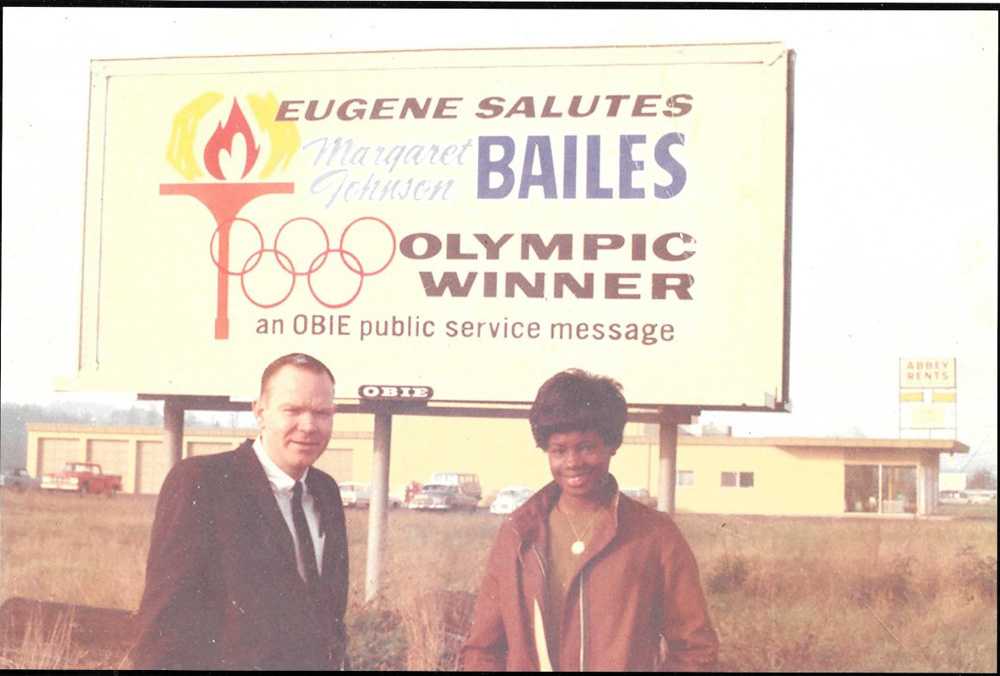 EUGENE SALUTES
Margaret
Johnson
BAILES
OLYMPIC
WINNER
an OBIE public service message
OBIE
ABBEY
RENTS